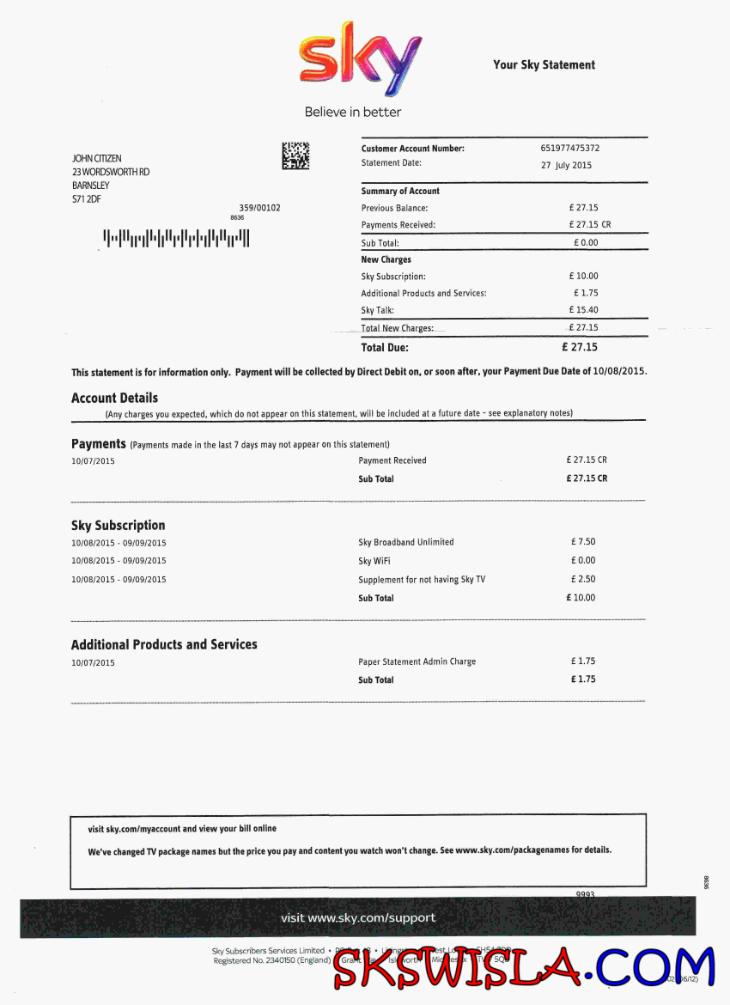 sky
Your Sky Statement
Believe in better
JOHN CITIZEN
23 WORDSWORTH RD
BARNSLEY
S71 2DF
359/00102
8636
Customer Account Number: 651977475372
Statement Date: 27 July 2015
Summary of Account
Previous Balance: £ 27.15
Payments Received: £ 27.15 CR
Sub Total: £ 0.00
New Charges
Sky Subscription: £ 10.00
Additional Products and Services: £ 1.75
Sky Talk: £ 15.40
Total New Charges: £ 27.15
Total Due: £ 27.15
This statement is for information only. Payment will be collected by Direct Debit on, or soon after, your Payment Due Date of 10/08/2015.
Account Details
(Any charges you expected, which do not appear on this statement, will be included at a future date - see explanatory notes)
Payments (Payments made in the last 7 days may not appear on this statement)
10/07/2015 Payment Received £ 27.15 CR
Sub Total £ 27.15 CR
Sky Subscription
10/08/2015 - 09/09/2015 Sky Broadband Unlimited £ 7.50
10/08/2015 - 09/09/2015 Sky WiFi £ 0.00
10/08/2015 - 09/09/2015 Supplement for not having Sky TV £ 2.50
Sub Total £ 10.00
Additional Products and Services
10/07/2015 Paper Statement Admin Charge £ 1.75
Sub Total £ 1.75
visit sky.com/myaccount and view your bill online
We've changed TV package names but the price you pay and content you watch won't change. See www.sky.com/packagenames for details.
8636
9993
visit www.sky.com/support
Sky Subscribers Services Limited •
Registered No. 2340150 (England)
SKSWISLA.COM